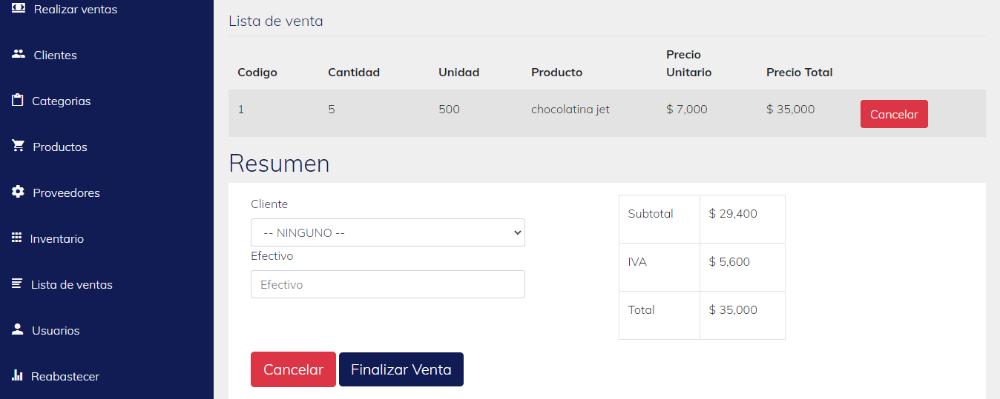 Realizar ventas
Clientes
Categorias
Productos
Proveedores
Inventario
Lista de ventas
Usuarios
Reabastecer
Lista de venta
Codigo Cantidad Unidad Producto Precio Unitario Precio Total
1 5 500 chocolatina jet $ 7,000 $ 35,000 Cancelar
Resumen
Cliente
-- NINGUNO --
Efectivo
Efectivo
Subtotal $ 29,400
IVA $ 5,600
Total $ 35,000
Cancelar Finalizar Venta